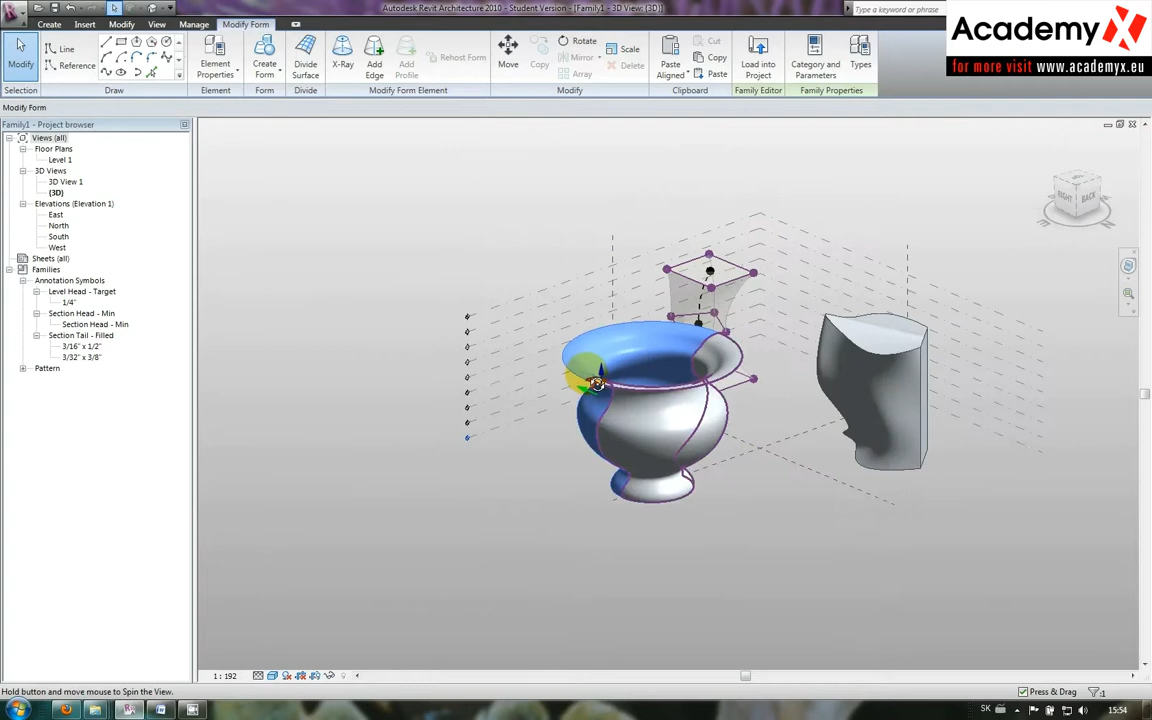 Autodesk Revit Architecture 2010 - Student Version - [Family1 - 3D View: {3D}]
Type a keyword or phrase
Create Insert Modify View Manage Modify Form
Modify
Line
Reference
Element Properties
Create Form
Divide Surface
X-Ray
Add Edge
Add Profile
Rehost Form
Move
Copy
Rotate
Mirror
Array
Scale
Delete
Paste Aligned
Cut
Copy
Paste
Load into Project
Category and Parameters
Types
Selection Draw Element Form Divide Modify Form Element Modify Clipboard Family Editor Family Properties
AcademyX
for more visit www.academyx.eu
Modify Form
Family1 - Project browser
Views (all)
Floor Plans
Level 1
3D Views
3D View 1
{3D}
Elevations (Elevation 1)
East
North
South
West
Sheets (all)
Families
Annotation Symbols
Level Head - Target
1/4"
Section Head - Min
Section Head - Min
Section Tail - Filled
3/16" x 1/2"
3/32" x 3/8"
Pattern
RIGHT BACK
1 : 192
Hold button and move mouse to Spin the View.
Press & Drag
:1
SK
15:54